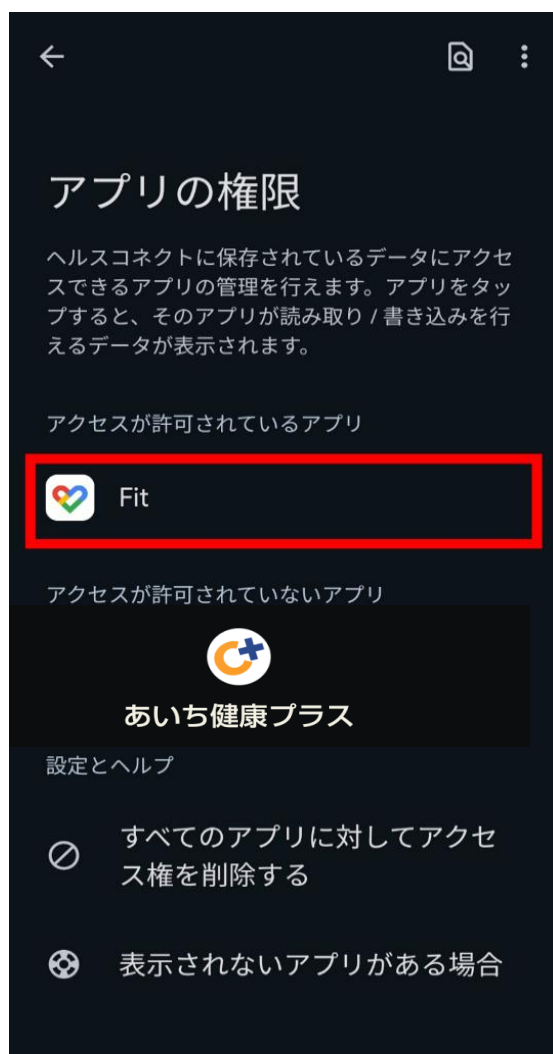 アプリの権限
ヘルスコネクトに保存されているデータにアクセ
スできるアプリの管理を行えます。アプリをタッ
プすると、そのアプリが読み取り / 書き込みを行
えるデータが表示されます。
アクセスが許可されているアプリ
Fit
アクセスが許可されていないアプリ
あいち健康プラス
設定とヘルプ
すべてのアプリに対してアクセ
ス権を削除する
表示されないアプリがある場合